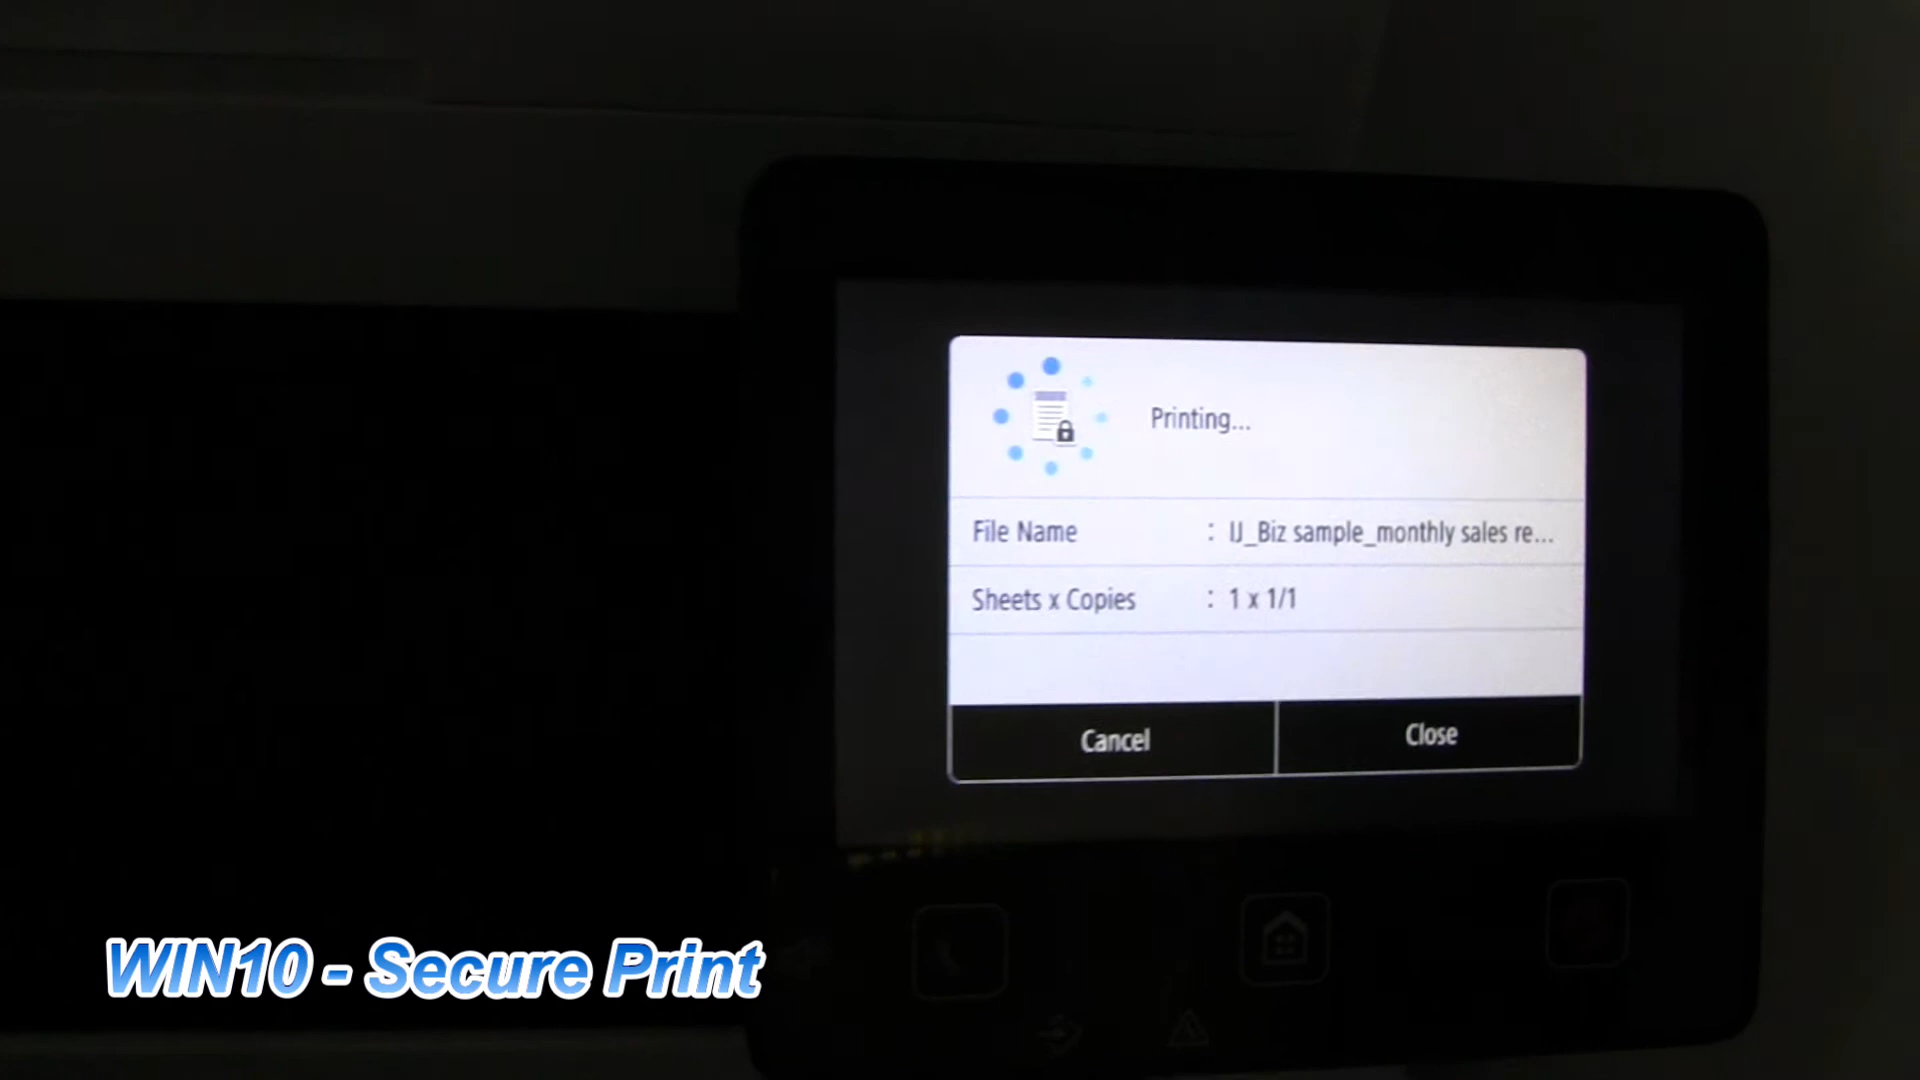 Printing...
File Name : IJ_Biz sample_monthly sales re...
Sheets x Copies : 1 x 1/1
Cancel Close
WIN10 - Secure Print